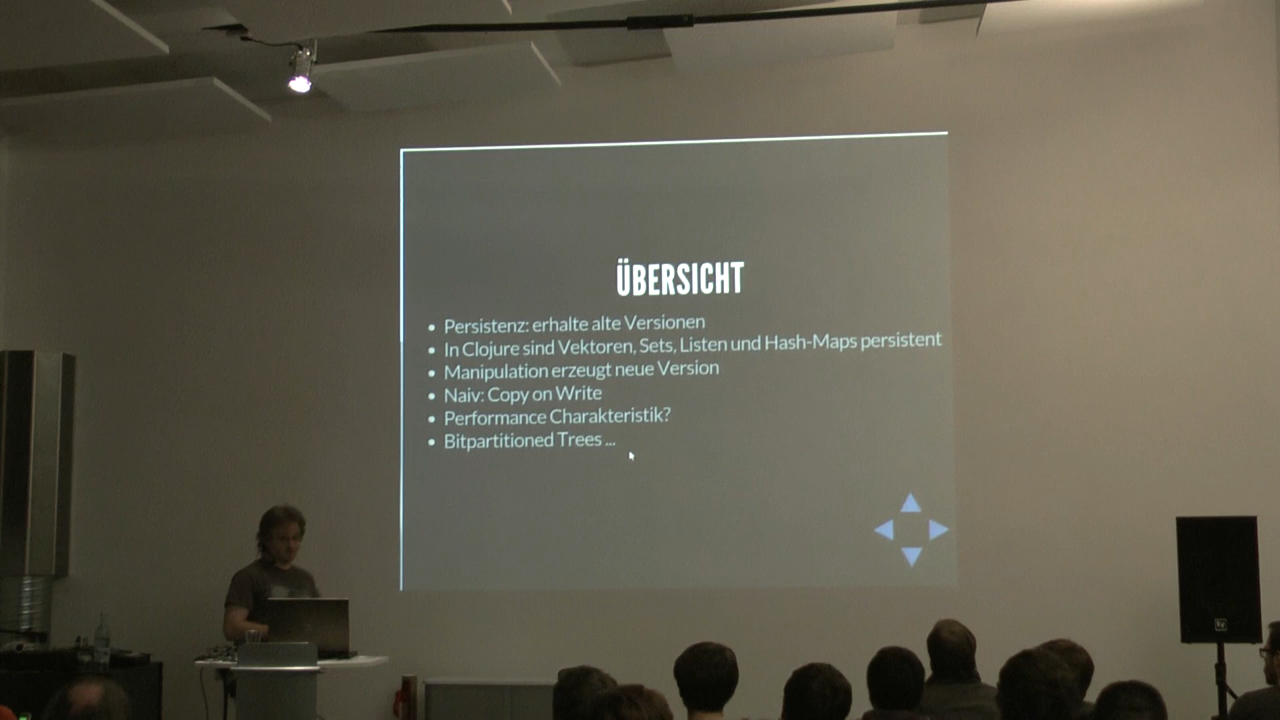 ÜBERSICHT
• Persistenz: erhalte alte Versionen
• In Clojure sind Vektoren, Sets, Listen und Hash-Maps persistent
• Manipulation erzeugt neue Version
• Naiv: Copy on Write
• Performance Charakteristik?
• Bitpartitioned Trees ...